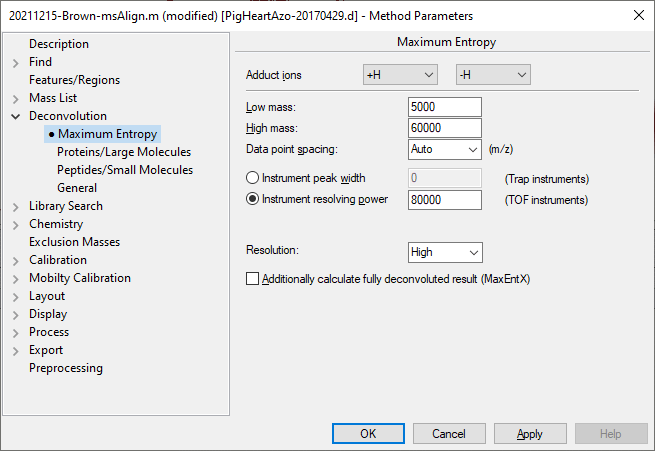 20211215-Brown-msAlign.m (modified) [PigHeartAzo-20170429.d] - Method Parameters
Description
Find
Features/Regions
Mass List
Deconvolution
Maximum Entropy
Proteins/Large Molecules
Peptides/Small Molecules
General
Library Search
Chemistry
Exclusion Masses
Calibration
Mobilty Calibration
Layout
Display
Process
Export
Preprocessing
Maximum Entropy
Adduct ions +H -H
Low mass: 5000
High mass: 60000
Data point spacing: Auto (m/z)
Instrument peak width 0 (Trap instruments)
Instrument resolving power 80000 (TOF instruments)
Resolution: High
Additionally calculate fully deconvoluted result (MaxEntX)
OK Cancel Apply Help